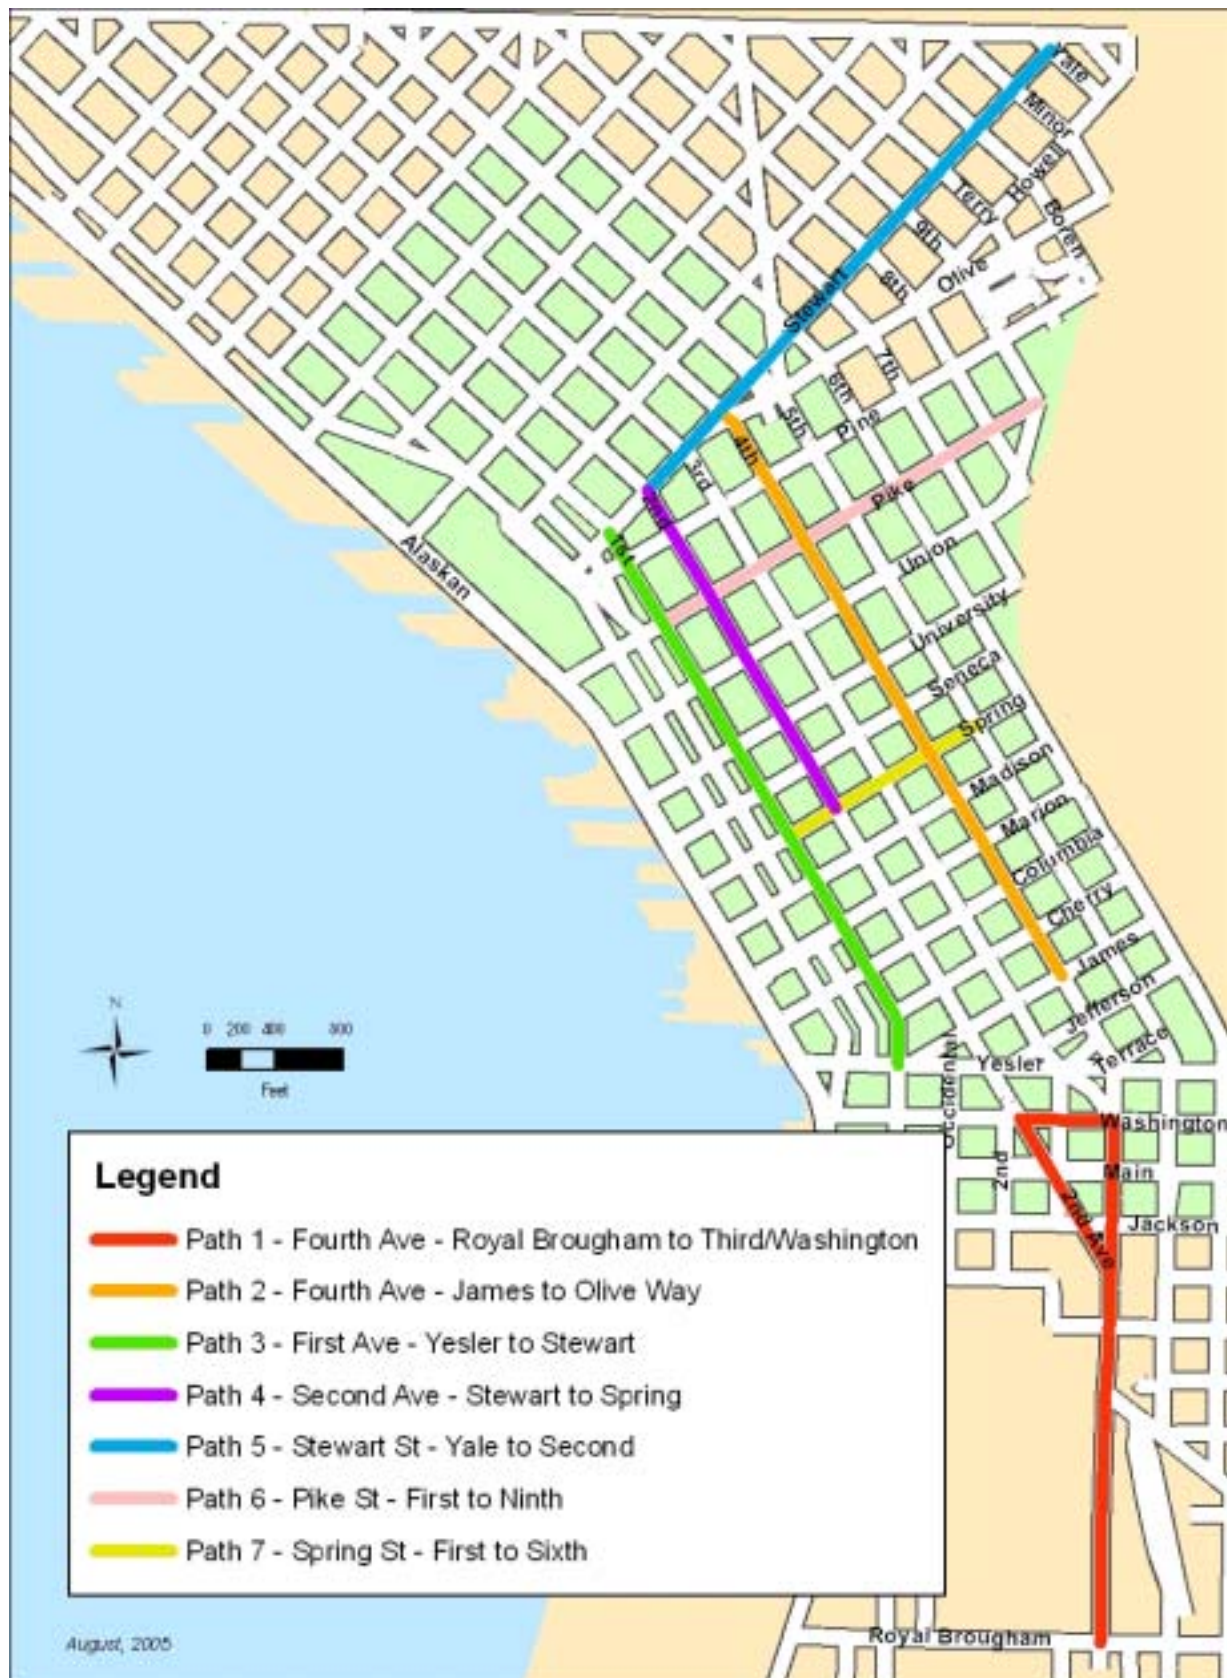 Yale
Minor
Howell
Terry
Boren
9th
Olive
8th
Stewart
7th
6th
5th
Pine
4th
3rd
Pike
2nd
1st
Union
Alaskan
University
Seneca
Spring
Madison
Marion
Columbia
Cherry
James
Jefferson
Terrace
Yesler
Occidental
Washington
2nd
Main
2nd Ave
Jackson
N
0 200 400 800
Feet
Legend
Path 1 - Fourth Ave - Royal Brougham to Third/Washington
Path 2 - Fourth Ave - James to Olive Way
Path 3 - First Ave - Yesler to Stewart
Path 4 - Second Ave - Stewart to Spring
Path 5 - Stewart St - Yale to Second
Path 6 - Pike St - First to Ninth
Path 7 - Spring St - First to Sixth
August, 2005
Royal Brougham